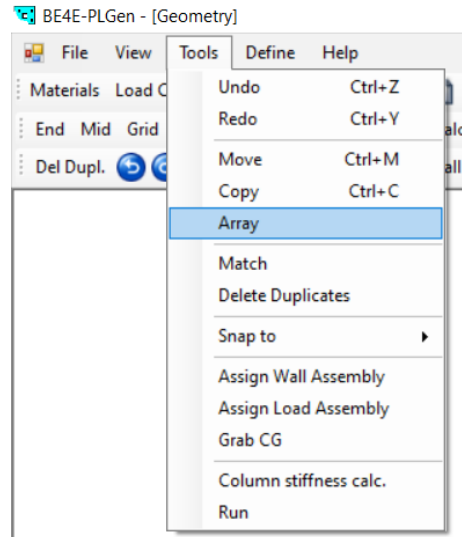 BE4E-PLGen - [Geometry]
File View Tools Define Help
Materials Load C
End Mid Grid
Del Dupl.
Undo Ctrl+Z
Redo Ctrl+Y
Move Ctrl+M
Copy Ctrl+C
Array
Match
Delete Duplicates
Snap to
Assign Wall Assembly
Assign Load Assembly
Grab CG
Column stiffness calc.
Run